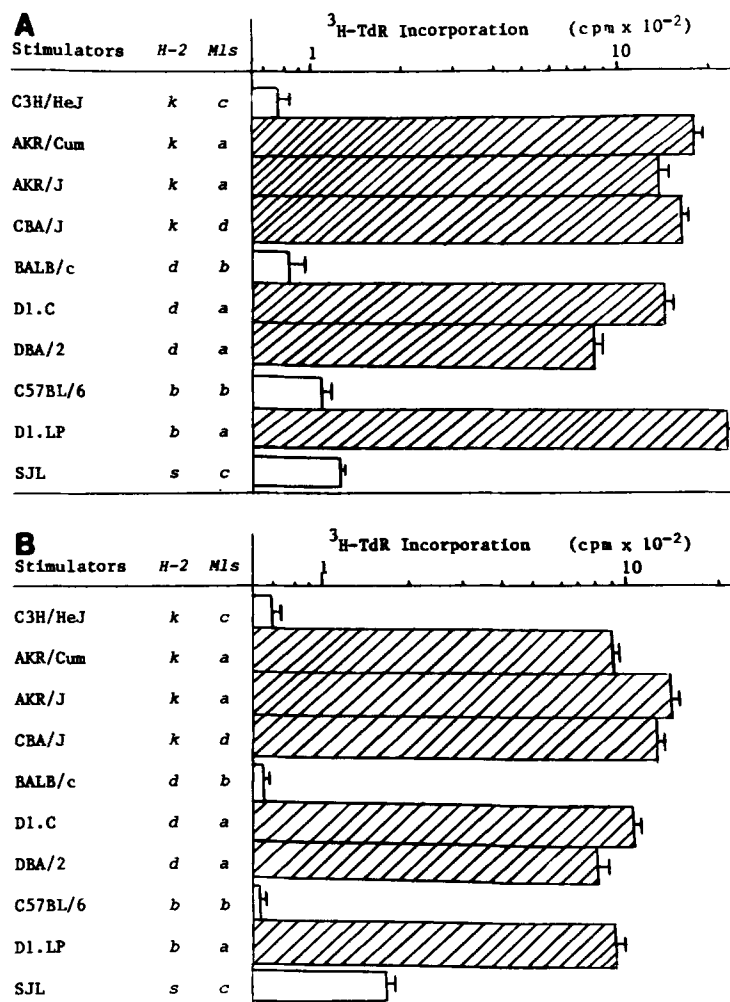 A
³H-TdR Incorporation (cpm x 10⁻²)
Stimulators H-2 Mls 1 10
C3H/HeJ k c
AKR/Cum k a
AKR/J k a
CBA/J k d
BALB/c d b
D1.C d a
DBA/2 d a
C57BL/6 b b
D1.LP b a
SJL s c
B
³H-TdR Incorporation (cpm x 10⁻²)
Stimulators H-2 Mls 1 10
C3H/HeJ k c
AKR/Cum k a
AKR/J k a
CBA/J k d
BALB/c d b
D1.C d a
DBA/2 d a
C57BL/6 b b
D1.LP b a
SJL s c